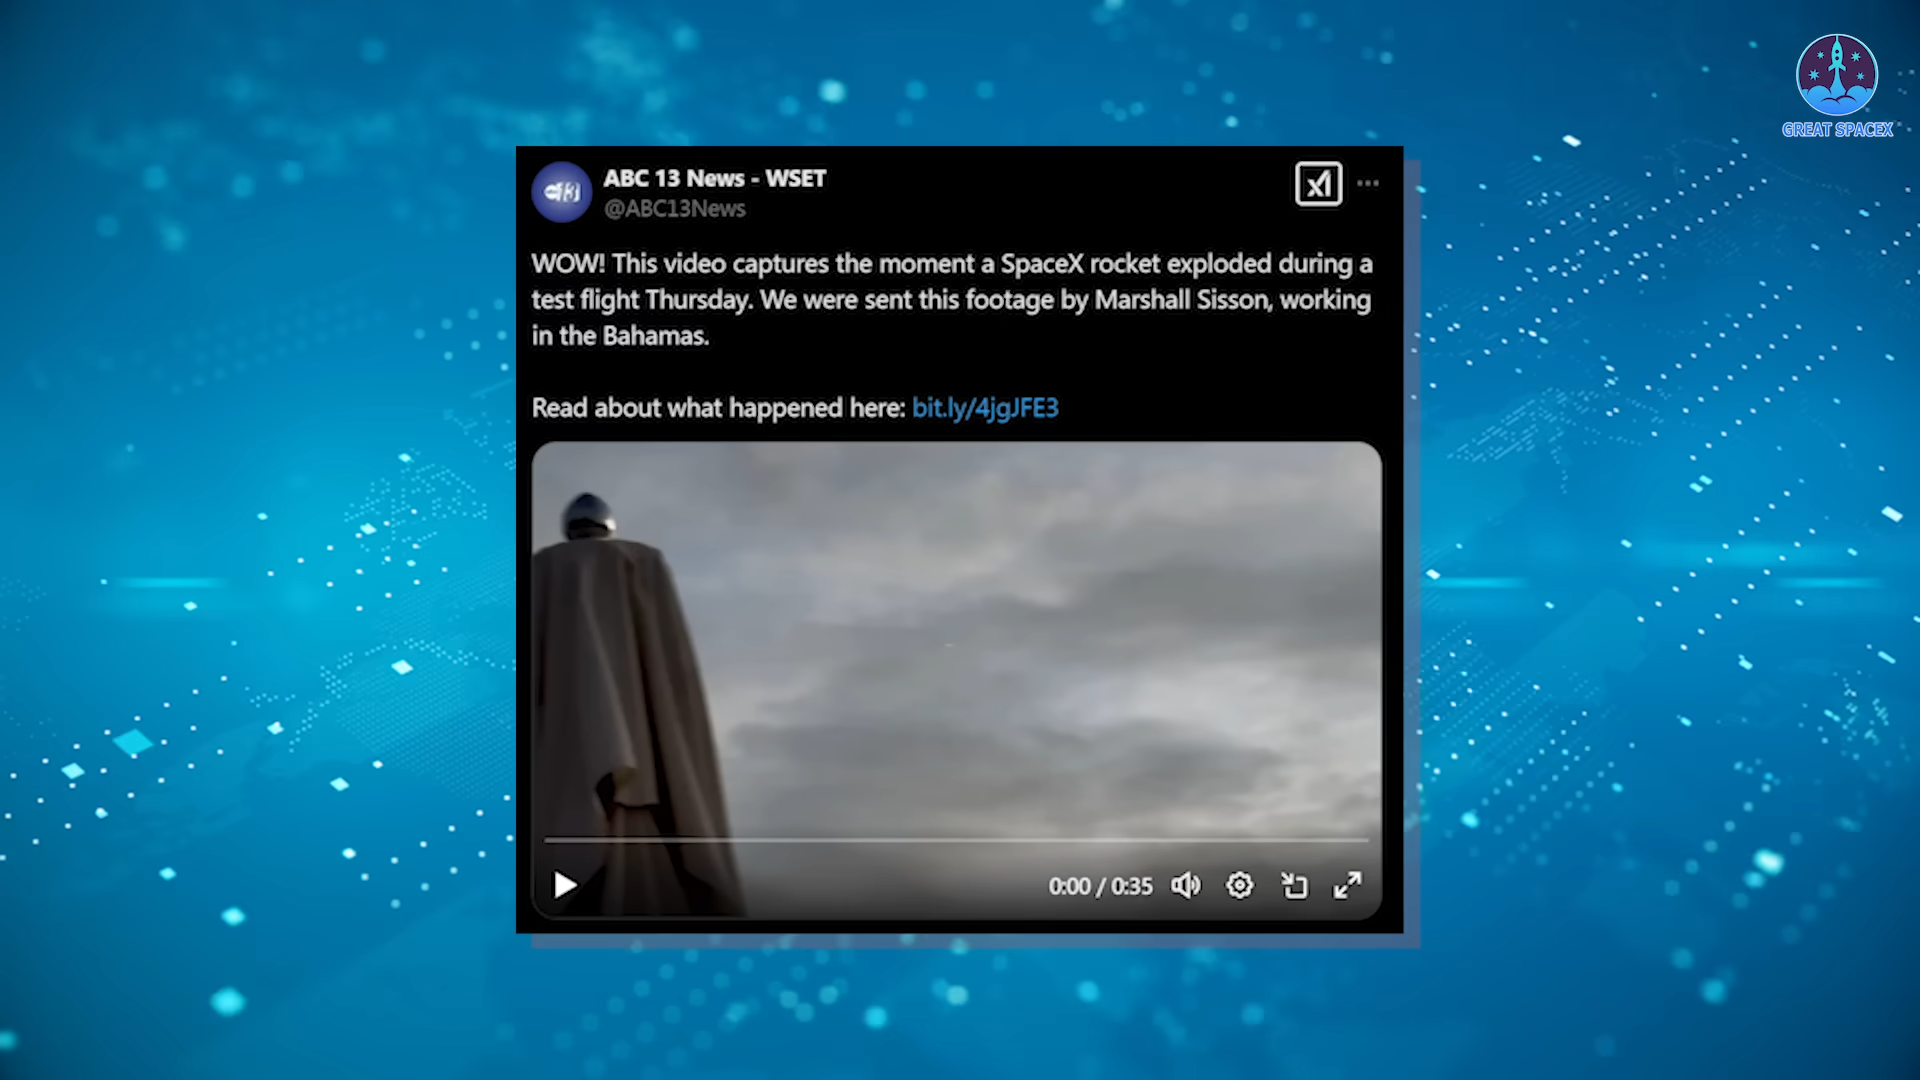 GREAT SPACEX
ABC 13 News - WSET
@ABC13News
WOW! This video captures the moment a SpaceX rocket exploded during a
test flight Thursday. We were sent this footage by Marshall Sisson, working
in the Bahamas.
Read about what happened here: bit.ly/4jgJFE3
0:00 / 0:35